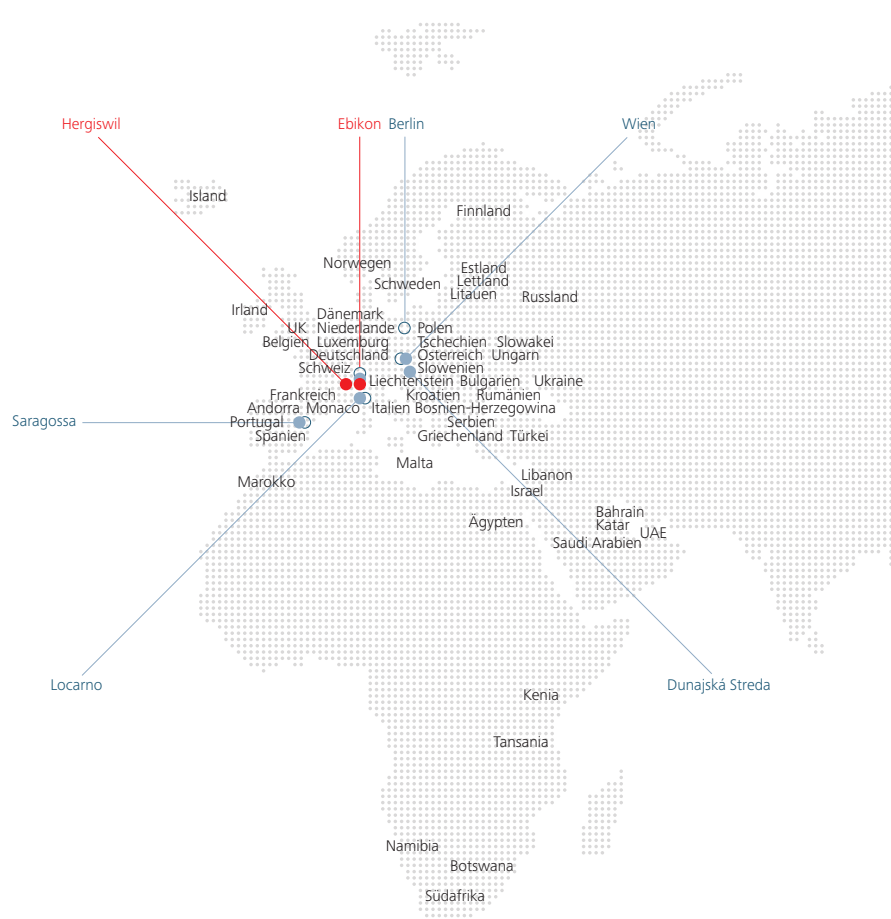 Hergiswil Ebikon Berlin Wien
Island
Finnland
Norwegen
Estland
Schweden
Lettland
Litauen
Russland
Irland
Dänemark
UK Niederlande Polen
Belgien Luxemburg Tschechien Slowakei
Deutschland Österreich Ungarn
Schweiz Slowenien
Liechtenstein Bulgarien Ukraine
Frankreich Kroatien Rumänien
Andorra Monaco Italien Bosnien-Herzegowina
Saragossa Portugal Serbien
Spanien Griechenland Türkei
Malta
Marokko
Libanon
Israel
Bahrain
Ägypten
Katar
UAE
Saudi Arabien
Locarno
Dunajská Streda
Kenia
Tansania
Namibia
Botswana
Südafrika